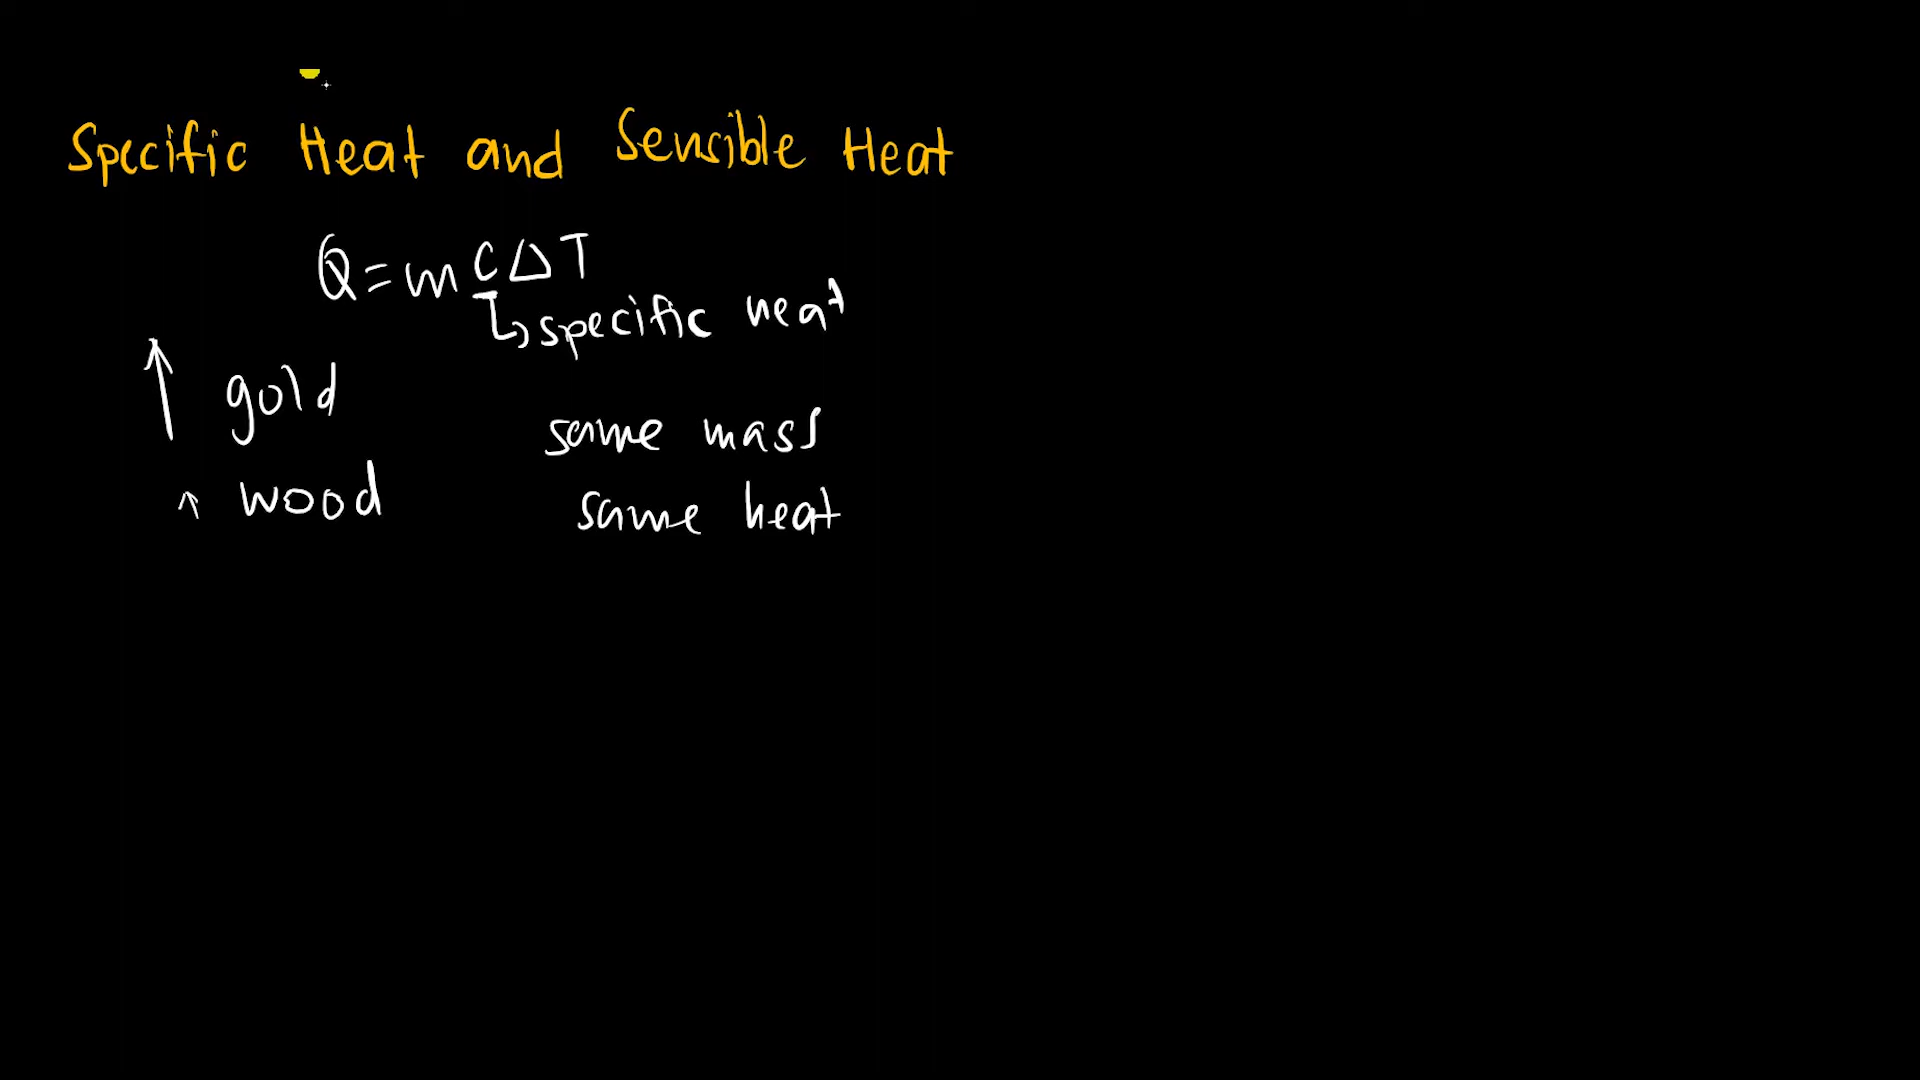 Specific Heat and Sensible Heat
Q = mcΔT
↳ specific heat
↑ gold
same mass
↑ wood
same heat